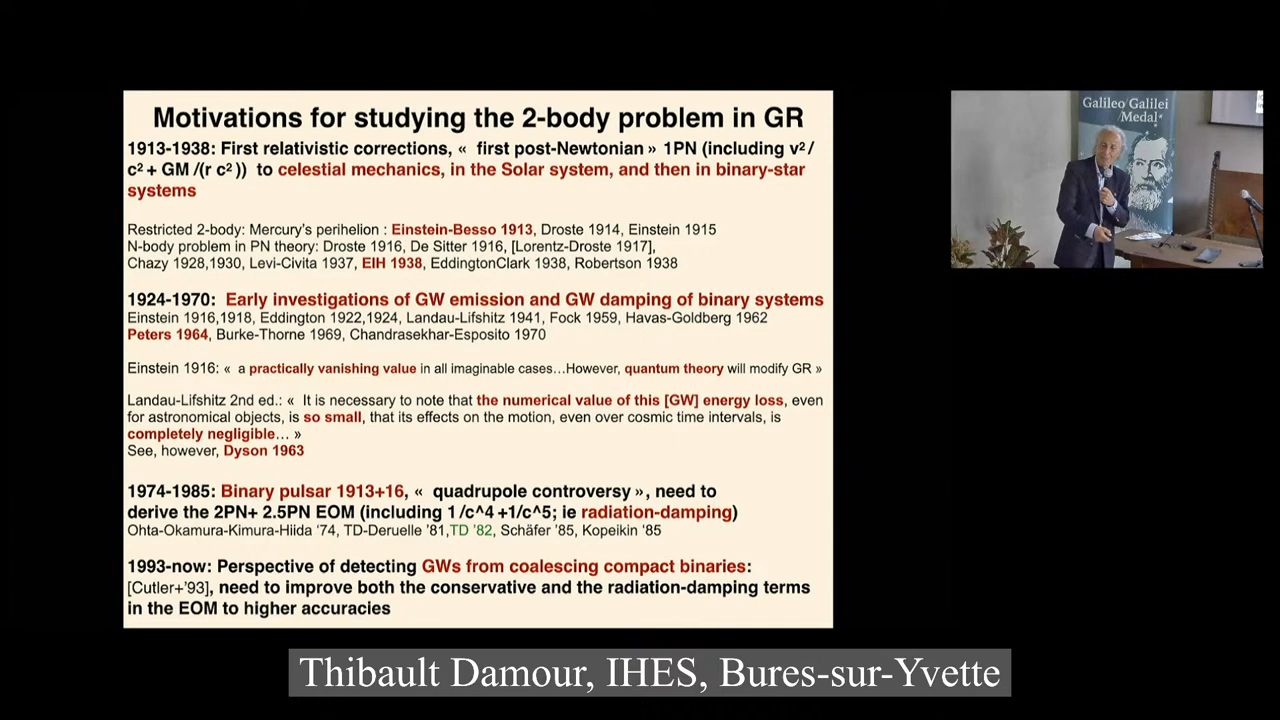 Motivations for studying the 2-body problem in GR
1913-1938: First relativistic corrections, «  first post-Newtonian » 1PN (including v²/
c² + GM /(r c² ))  to celestial mechanics, in the Solar system, and then in binary-star
systems
Restricted 2-body: Mercury's perihelion : Einstein-Besso 1913, Droste 1914, Einstein 1915
N-body problem in PN theory: Droste 1916, De Sitter 1916, [Lorentz-Droste 1917],
Chazy 1928,1930, Levi-Civita 1937, EIH 1938, EddingtonClark 1938, Robertson 1938
1924-1970:  Early investigations of GW emission and GW damping of binary systems
Einstein 1916,1918, Eddington 1922,1924, Landau-Lifshitz 1941, Fock 1959, Havas-Goldberg 1962
Peters 1964, Burke-Thorne 1969, Chandrasekhar-Esposito 1970
Einstein 1916: «  a practically vanishing value in all imaginable cases…However, quantum theory will modify GR »
Landau-Lifshitz 2nd ed.: «  It is necessary to note that the numerical value of this [GW] energy loss, even
for astronomical objects, is so small, that its effects on the motion, even over cosmic time intervals, is
completely negligible… »
See, however, Dyson 1963
1974-1985: Binary pulsar 1913+16, «  quadrupole controversy », need to
derive the 2PN+ 2.5PN EOM (including 1/c^4 +1/c^5; ie radiation-damping)
Ohta-Okamura-Kimura-Hiida '74, TD-Deruelle '81,TD '82, Schäfer '85, Kopeikin '85
1993-now: Perspective of detecting GWs from coalescing compact binaries:
[Cutler+'93], need to improve both the conservative and the radiation-damping terms
in the EOM to higher accuracies
Galileo Galilei
Medal
Thibault Damour, IHES, Bures-sur-Yvette